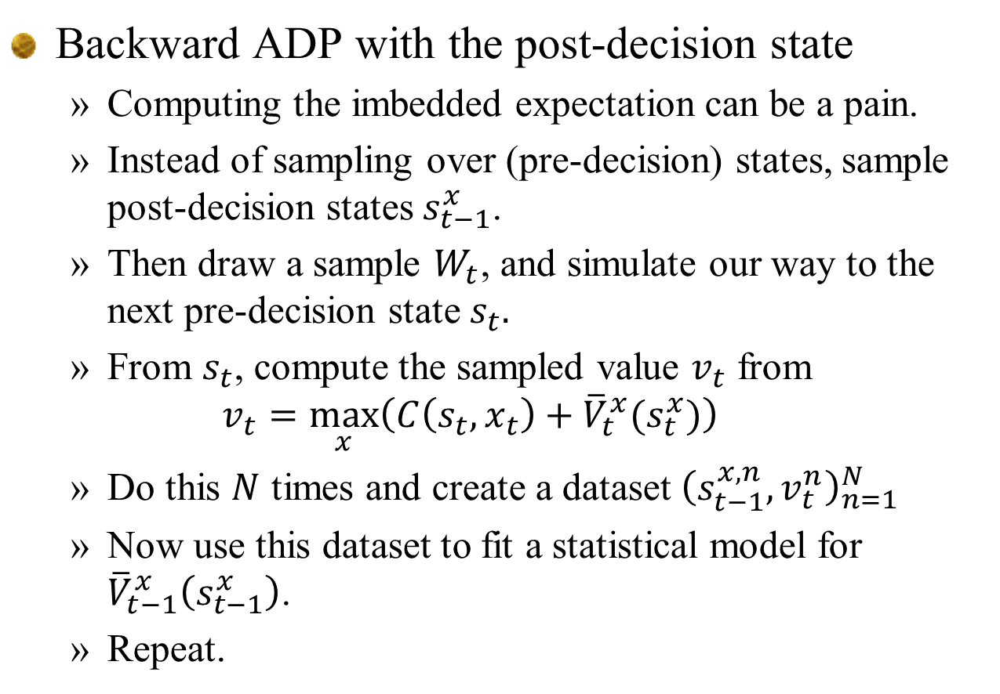 Backward ADP with the post-decision state
» Computing the imbedded expectation can be a pain.
» Instead of sampling over (pre-decision) states, sample
post-decision states $s_{t-1}^{x}$.
» Then draw a sample $W_t$, and simulate our way to the
next pre-decision state $s_t$.
» From $s_t$, compute the sampled value $v_t$ from
$v_t = \max_x (C(s_t, x_t) + \bar{V}_t^x(s_t^x))$
» Do this $N$ times and create a dataset $(s_{t-1}^{x,n}, v_t^n)_{n=1}^{N}$
» Now use this dataset to fit a statistical model for
$\bar{V}_{t-1}^x(s_{t-1}^x)$.
» Repeat.